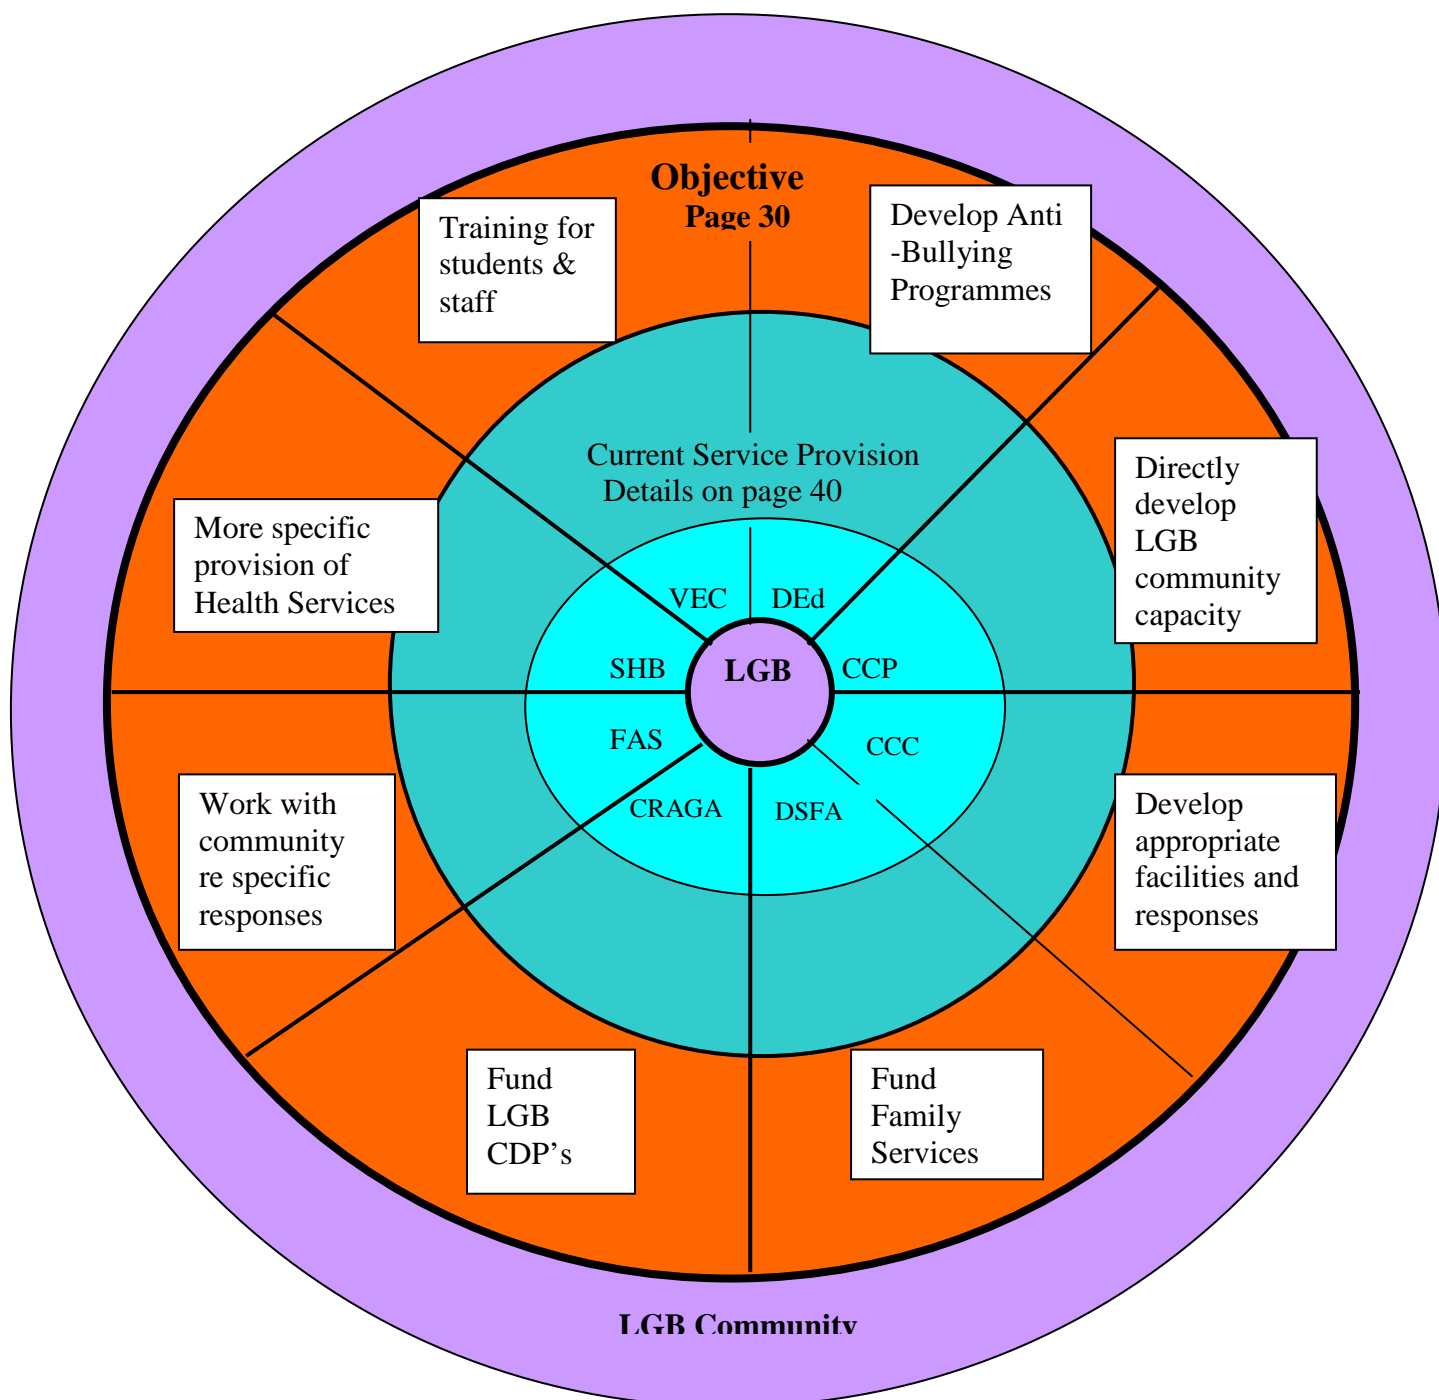 Objective
Page 30
Training for
students &
staff
Develop Anti
-Bullying
Programmes
Current Service Provision
Details on page 40
Directly
develop
LGB
community
capacity
More specific
provision of
Health Services
VEC
DEd
SHB
LGB
CCP
FAS
CCC
CRAGA
DSFA
Work with
community
re specific
responses
Develop
appropriate
facilities and
responses
Fund
LGB
CDP’s
Fund
Family
Services
LGB Community